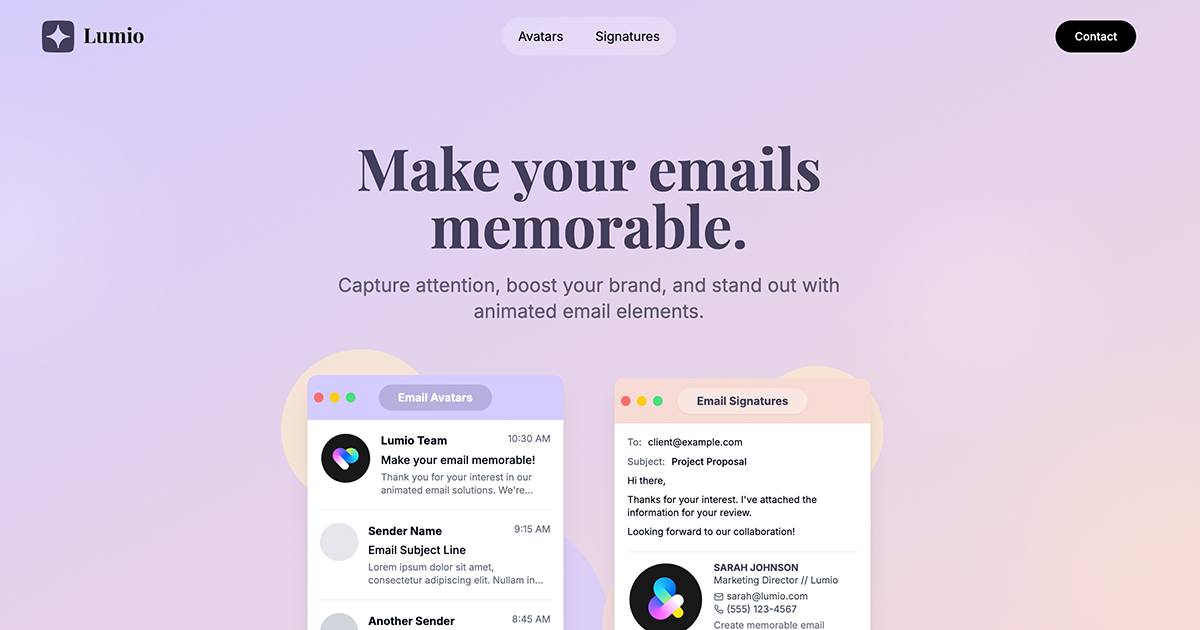 Lumio
Avatars
Signatures
Contact
Make your emails
memorable.
Capture attention, boost your brand, and stand out with
animated email elements.
Email Avatars
Lumio Team
10:30 AM
Make your email memorable!
Thank you for your interest in our
animated email solutions. We're...
Sender Name
9:15 AM
Email Subject Line
Lorem ipsum dolor sit amet,
consectetur adipiscing elit. Nullam in...
Another Sender
8:45 AM
Email Signatures
To: client@example.com
Subject: Project Proposal
Hi there,
Thanks for your interest. I've attached the
information for your review.
Looking forward to our collaboration!
SARAH JOHNSON
Marketing Director // Lumio
sarah@lumio.com
(555) 123-4567
Create memorable email